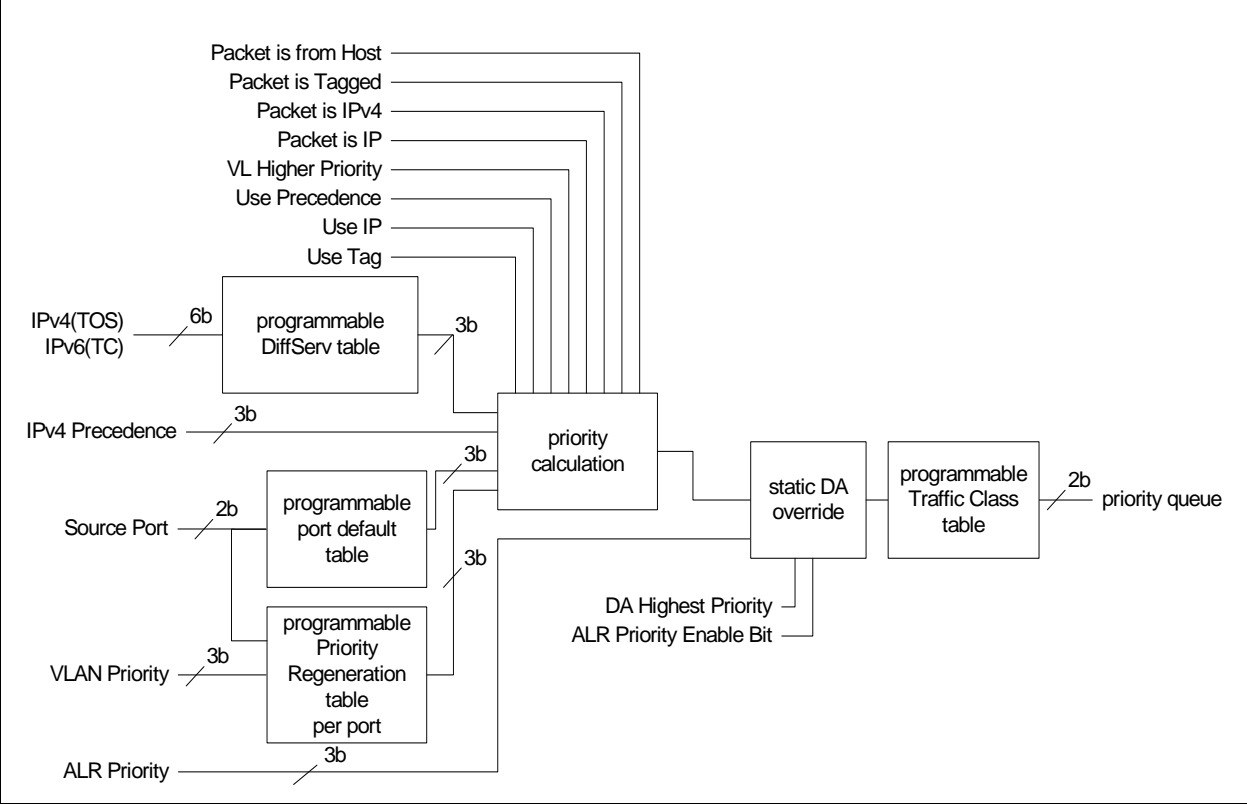 Packet is from Host
Packet is Tagged
Packet is IPv4
Packet is IP
VL Higher Priority
Use Precedence
Use IP
Use Tag
IPv4(TOS)
IPv6(TC)
6b
programmable
DiffServ table
3b
IPv4 Precedence
3b
priority
calculation
3b
Source Port
2b
programmable
port default
table
3b
static DA
override
programmable
Traffic Class
table
2b
priority queue
VLAN Priority
3b
programmable
Priority
Regeneration
table
per port
DA Highest Priority
ALR Priority Enable Bit
ALR Priority
3b